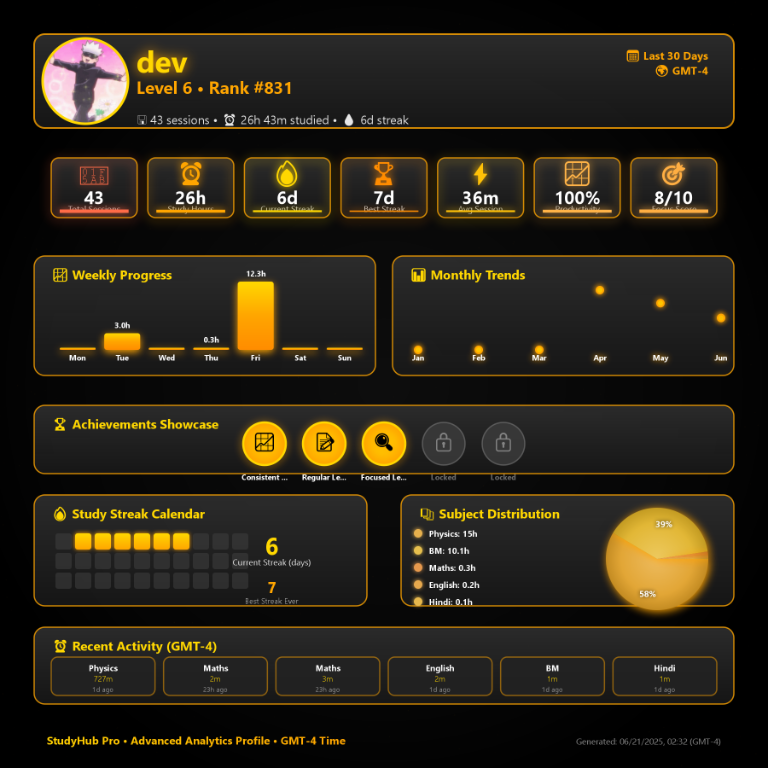 dev
Last 30 Days
GMT-4
Level 6 • Rank #831
43 sessions • 26h 43m studied • 6d streak
43 26h 6d 7d 36m 100% 8/10
Total Sessions Study Hours Current Streak Best Streak Avg Session Productivity Focus Score
Weekly Progress
12.3h
3.0h
0.3h
Mon Tue Wed Thu Fri Sat Sun
Monthly Trends
Jan Feb Mar Apr May Jun
Achievements Showcase
Consistent ... Regular Le... Focused Le... Locked Locked
Study Streak Calendar
6
Current Streak (days)
7
Best Streak Ever
Subject Distribution
Physics: 15h
BM: 10.1h
Maths: 0.3h
English: 0.2h
Hindi: 0.1h
39%
58%
Recent Activity (GMT-4)
Physics Maths Maths English BM Hindi
727m 2m 3m 2m 1m 1m
1d ago 23h ago 23h ago 1d ago 1d ago 1d ago
StudyHub Pro • Advanced Analytics Profile • GMT-4 Time
Generated: 06/21/2025, 02:32 (GMT-4)